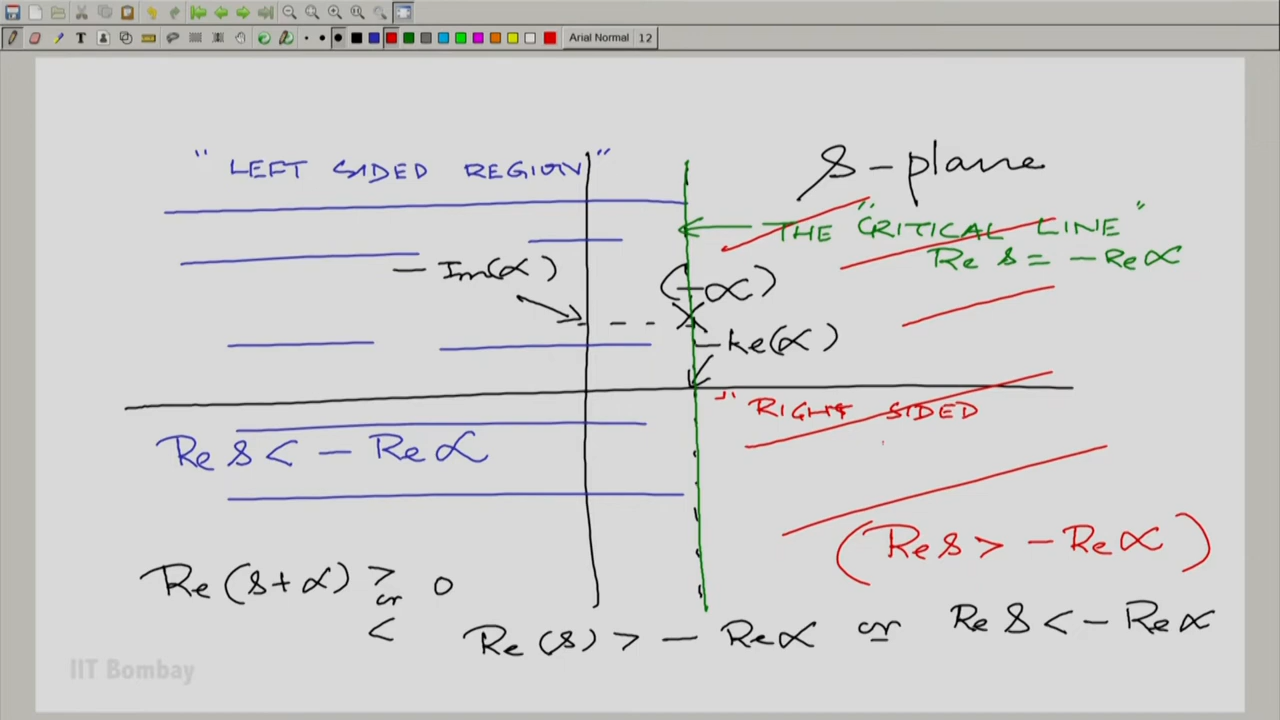 Arial Normal 12
" LEFT SIDED REGION "
S-plane
THE "CRITICAL LINE"
Re s = - Re α
- Im(α)
(-α)
- Re(α)
" RIGHT SIDED
Re s < - Re α
(Re s > - Re α)
Re(s+α) > or < 0
Re(s) > - Re α or Re s < - Re α
IIT Bombay